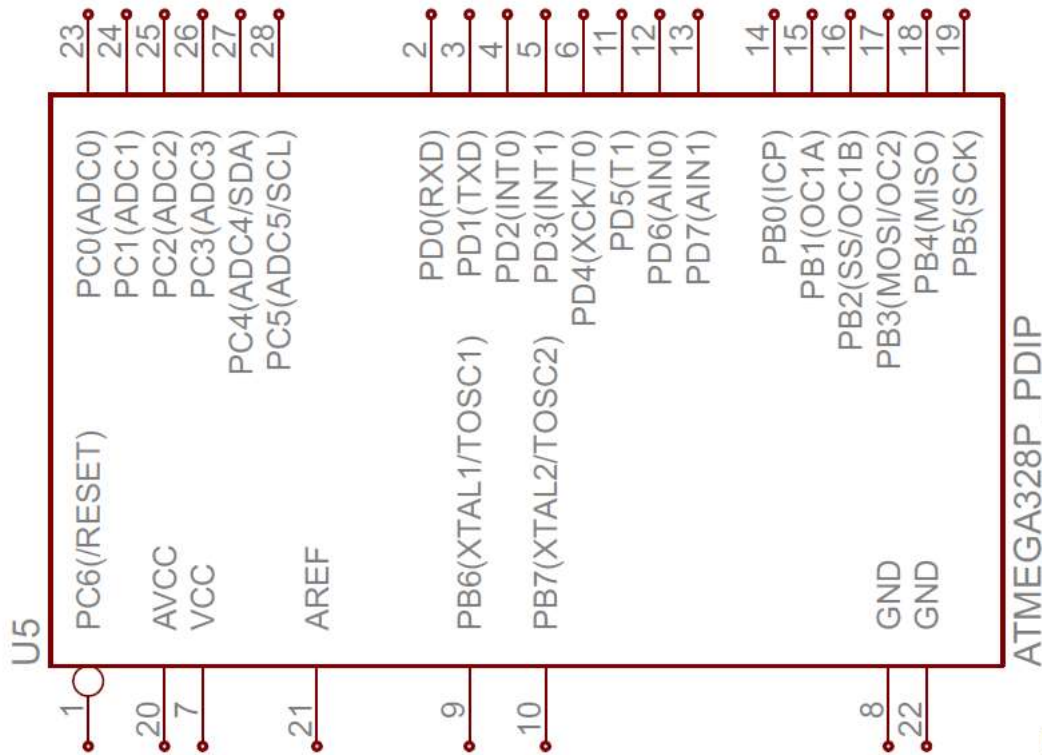 U5
1
PC6(/RESET)
20
AVCC
7
VCC
21
AREF
9
PB6(XTAL1/TOSC1)
10
PB7(XTAL2/TOSC2)
8
GND
22
GND
PC0(ADC0)
23
PC1(ADC1)
24
PC2(ADC2)
25
PC3(ADC3)
26
PC4(ADC4/SDA)
27
PC5(ADC5/SCL)
28
PD0(RXD)
2
PD1(TXD)
3
PD2(INT0)
4
PD3(INT1)
5
PD4(XCK/T0)
6
PD5(T1)
11
PD6(AIN0)
12
PD7(AIN1)
13
PB0(ICP)
14
PB1(OC1A)
15
PB2(SS/OC1B)
16
PB3(MOSI/OC2)
17
PB4(MISO)
18
PB5(SCK)
19
ATMEGA328P_PDIP